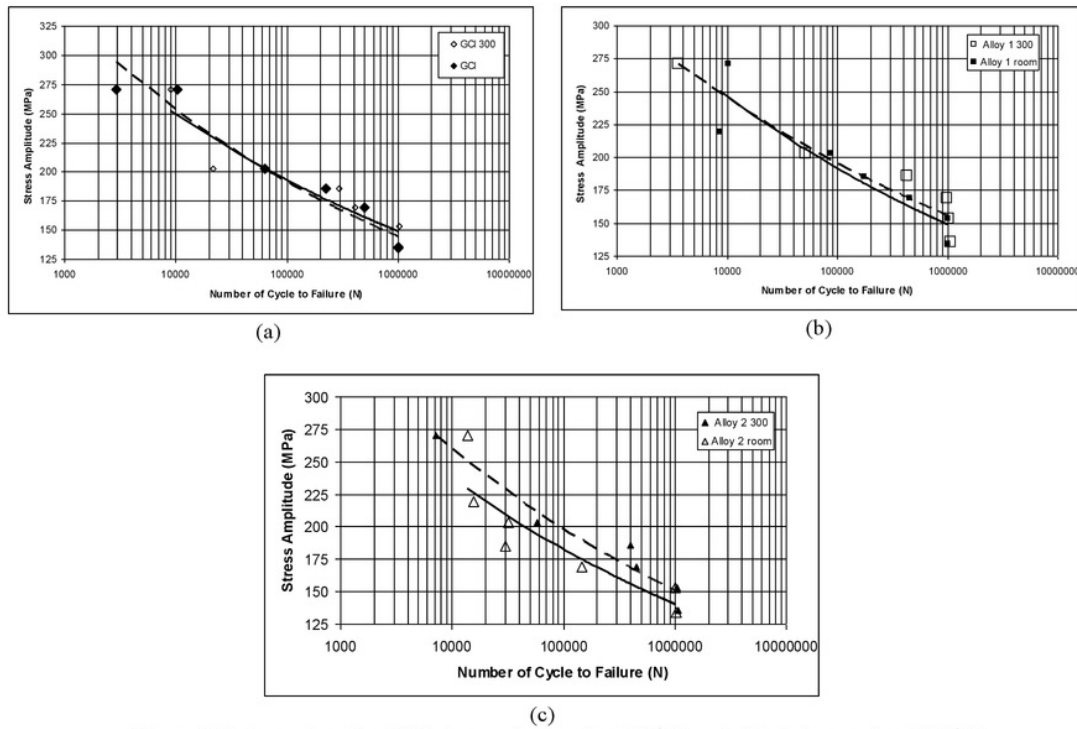 325
300
275
250
225
200
175
150
125
Stress Amplitude (MPa)
GCI 300
GCI
1000 10000 100000 1000000 10000000
Number of Cycle to Failure (N)
(a)
300
275
250
225
200
175
150
125
Stress Amplitude (MPa)
Alloy 1 300
Alloy 1 room
1000 10000 100000 1000000 10000000
Number of Cycle to Failure (N)
(b)
300
275
250
225
200
175
150
125
Stress Amplitude (MPa)
Alloy 2 300
Alloy 2 room
1000 10000 100000 1000000 10000000
Number of Cycle to Failure (N)
(c)